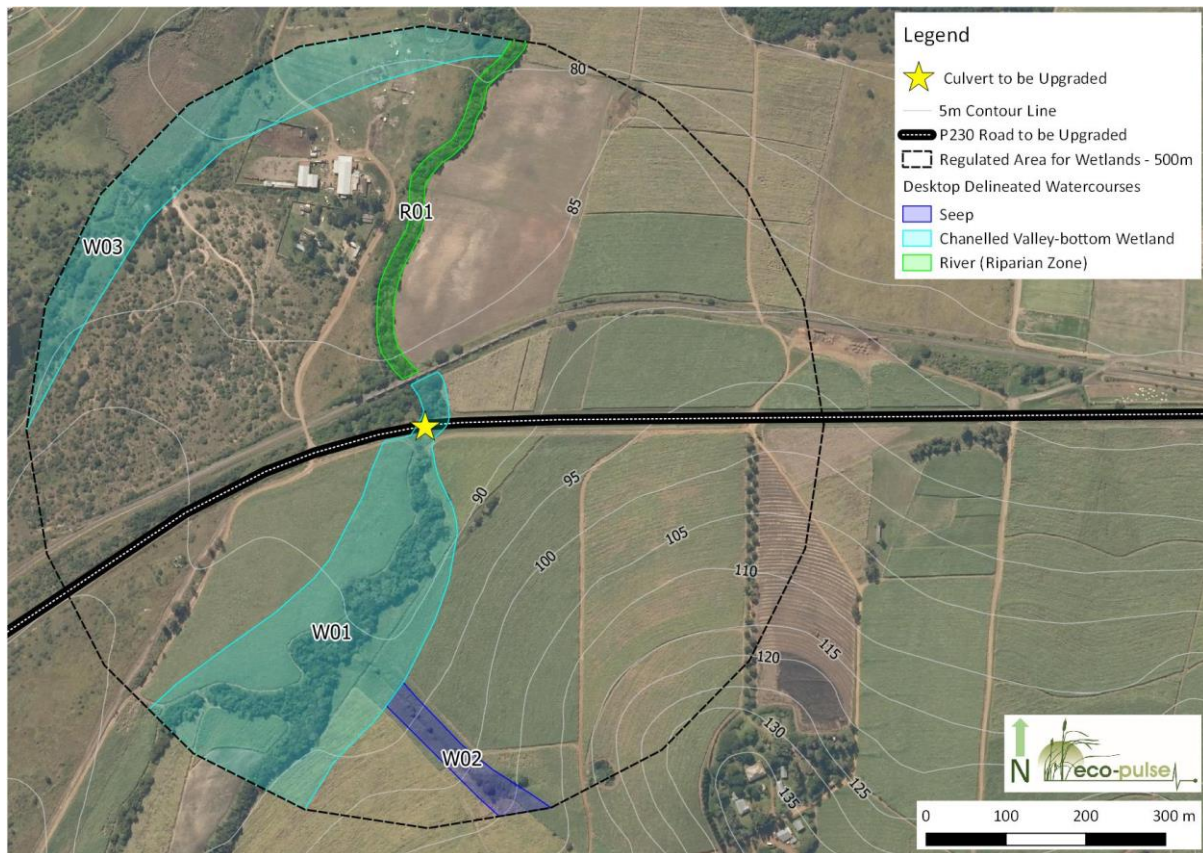 Legend
Culvert to be Upgraded
5m Contour Line
P230 Road to be Upgraded
Regulated Area for Wetlands - 500m
Desktop Delineated Watercourses
Seep
Chanelled Valley-bottom Wetland
River (Riparian Zone)
80
85
R01
W03
90
95
100
105
110
115
120
W01
W02
130
125
135
N
eco-pulse
0 100 200 300 m